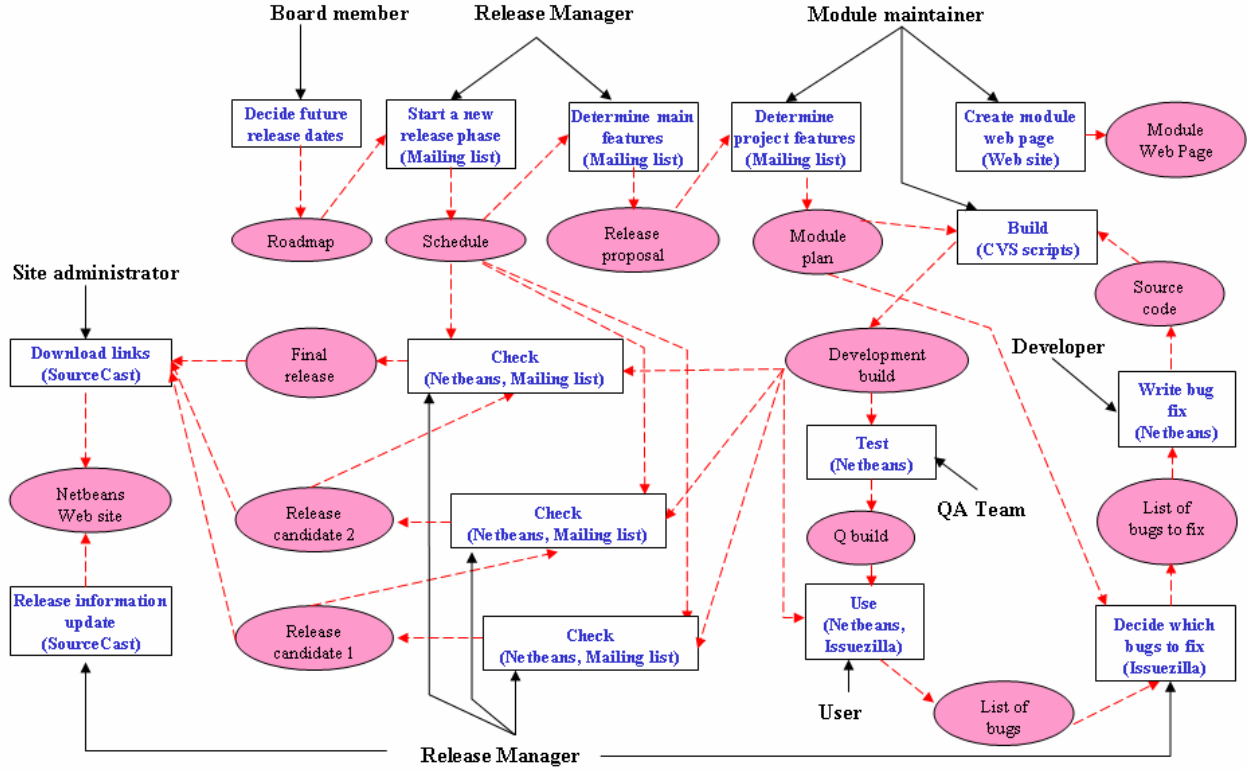 Board member
Release Manager
Module maintainer
Decide future
release dates
Start a new
release phase
(Mailing list)
Determine main
features
(Mailing list)
Determine
project features
(Mailing list)
Create module
web page
(Web site)
Module
Web Page
Roadmap
Schedule
Release
proposal
Module
plan
Build
(CVS scripts)
Site administrator
Source
code
Download links
(SourceCast)
Final
release
Check
(Netbeans, Mailing list)
Development
build
Developer
Write bug
fix
(Netbeans)
Test
(Netbeans)
Netbeans
Web site
Release
candidate 2
Check
(Netbeans, Mailing list)
QA Team
List of
bugs to fix
Q build
Release information
update
(SourceCast)
Release
candidate 1
Check
(Netbeans, Mailing list)
Use
(Netbeans,
Issuezilla)
Decide which
bugs to fix
(Issuezilla)
User
List of
bugs
Release Manager